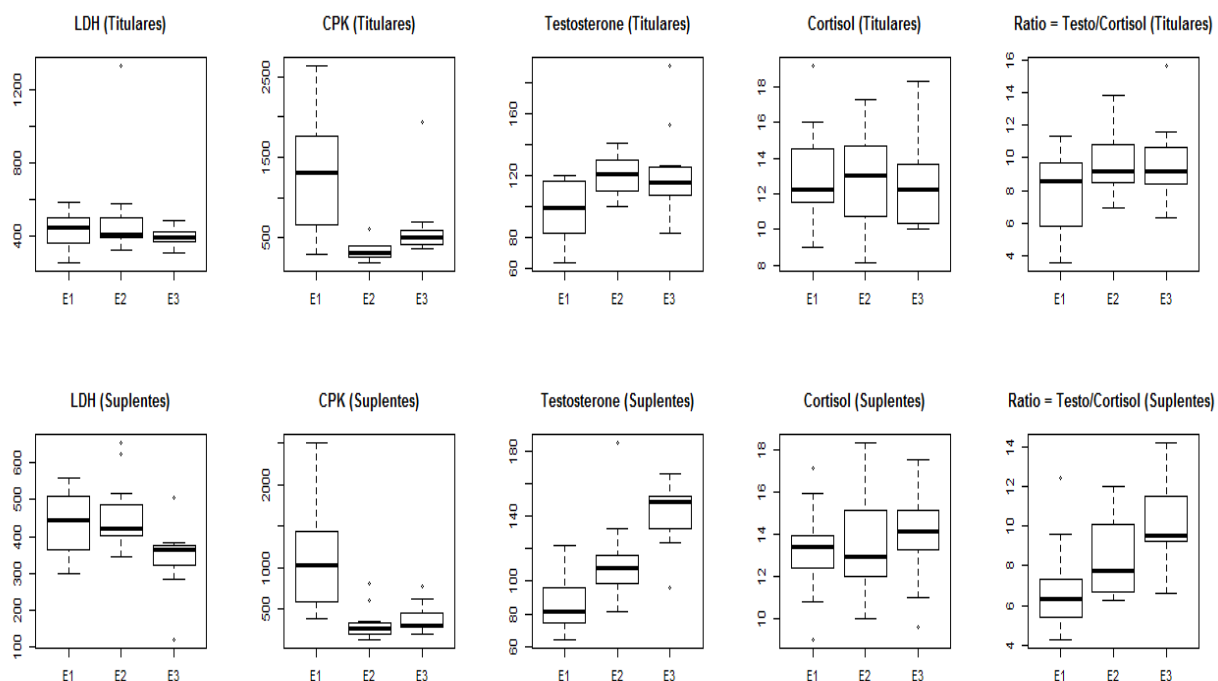 LDH (Titulares)
400 800 1200
E1 E2 E3
CPK (Titulares)
500 1500 2500
E1 E2 E3
Testosterone (Titulares)
60 80 120 160
E1 E2 E3
Cortisol (Titulares)
8 10 12 14 16 18
E1 E2 E3
Ratio = Testo/Cortisol (Titulares)
4 6 8 10 12 14 16
E1 E2 E3
LDH (Suplentes)
100 200 300 400 500 600
E1 E2 E3
CPK (Suplentes)
500 1000 2000
E1 E2 E3
Testosterone (Suplentes)
60 80 100 140 180
E1 E2 E3
Cortisol (Suplentes)
10 12 14 16 18
E1 E2 E3
Ratio = Testo/Cortisol (Suplentes)
4 6 8 10 12 14
E1 E2 E3